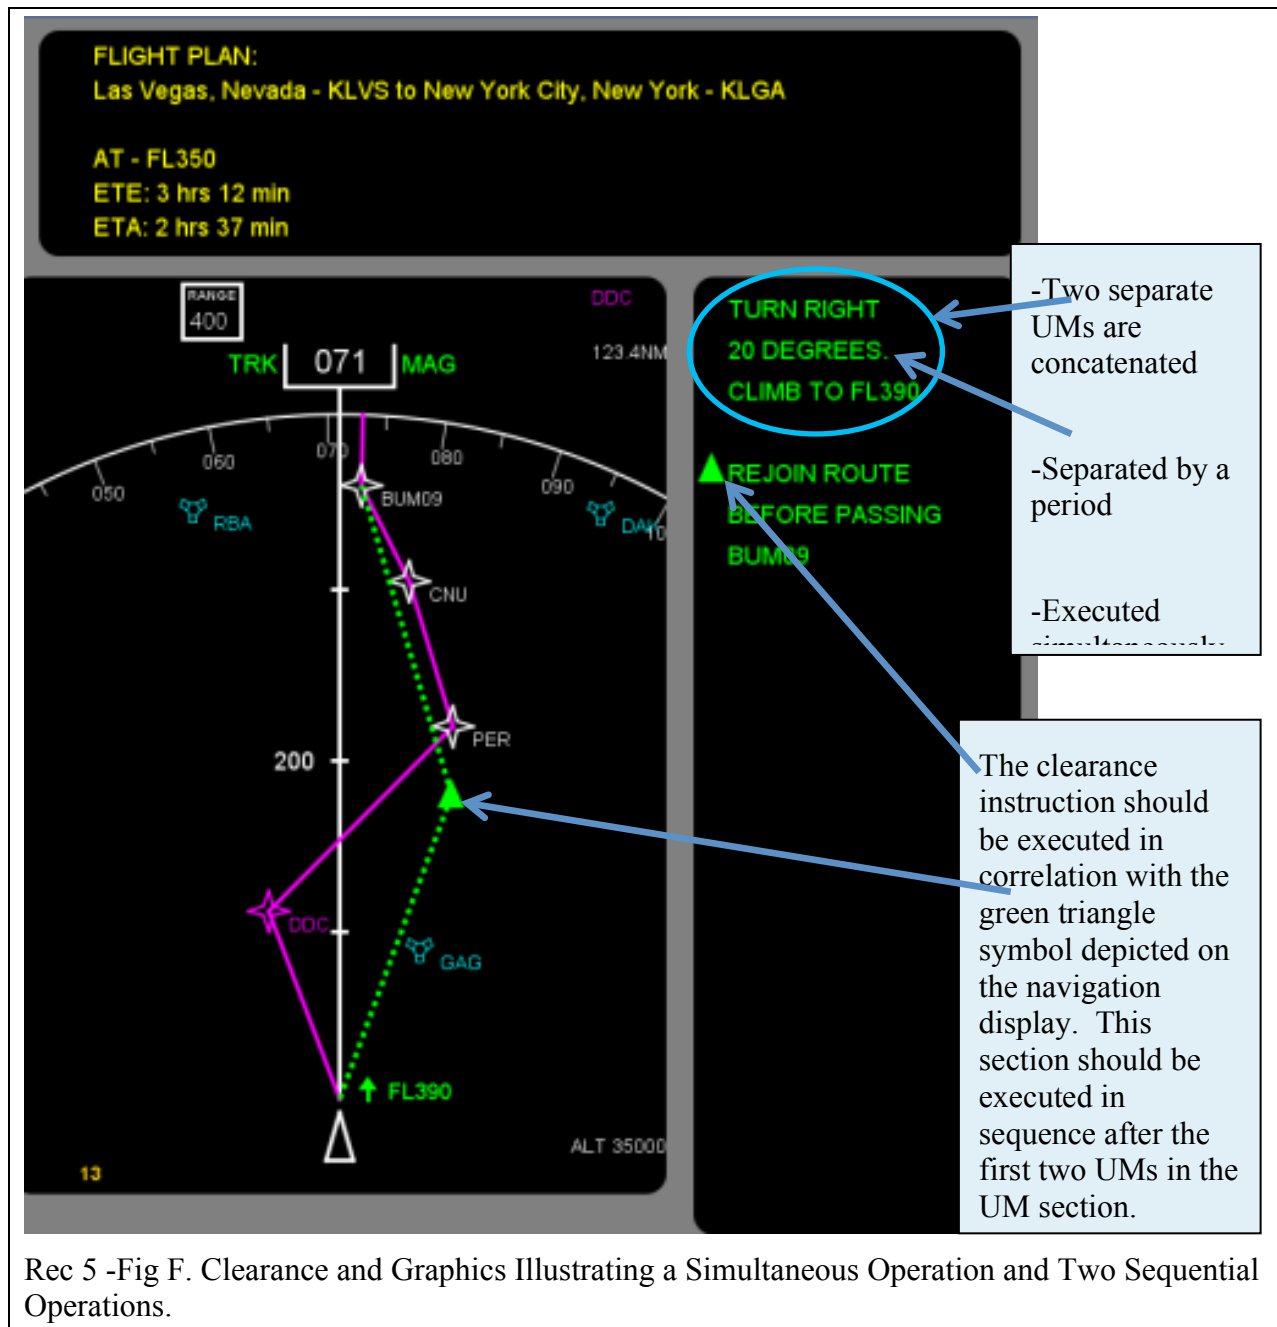 FLIGHT PLAN:
Las Vegas, Nevada - KLVS to New York City, New York - KLGA
AT - FL350
ETE: 3 hrs 12 min
ETA: 2 hrs 37 min
RANGE
400
DDC
123.4NM
TRK 071 MAG
050
060
070
080
090
10
RBA
BUM09
DAK
CNU
PER
200
DDC
GAG
FL390
ALT 35000
13
TURN RIGHT
20 DEGREES.
CLIMB TO FL390
REJOIN ROUTE
BEFORE PASSING
BUM09
-Two separate
UMs are
concatenated
-Separated by a
period
-Executed
simultaneously
The clearance
instruction should
be executed in
correlation with the
green triangle
symbol depicted on
the navigation
display. This
section should be
executed in
sequence after the
first two UMs in the
UM section.
Rec 5 -Fig F. Clearance and Graphics Illustrating a Simultaneous Operation and Two Sequential
Operations.